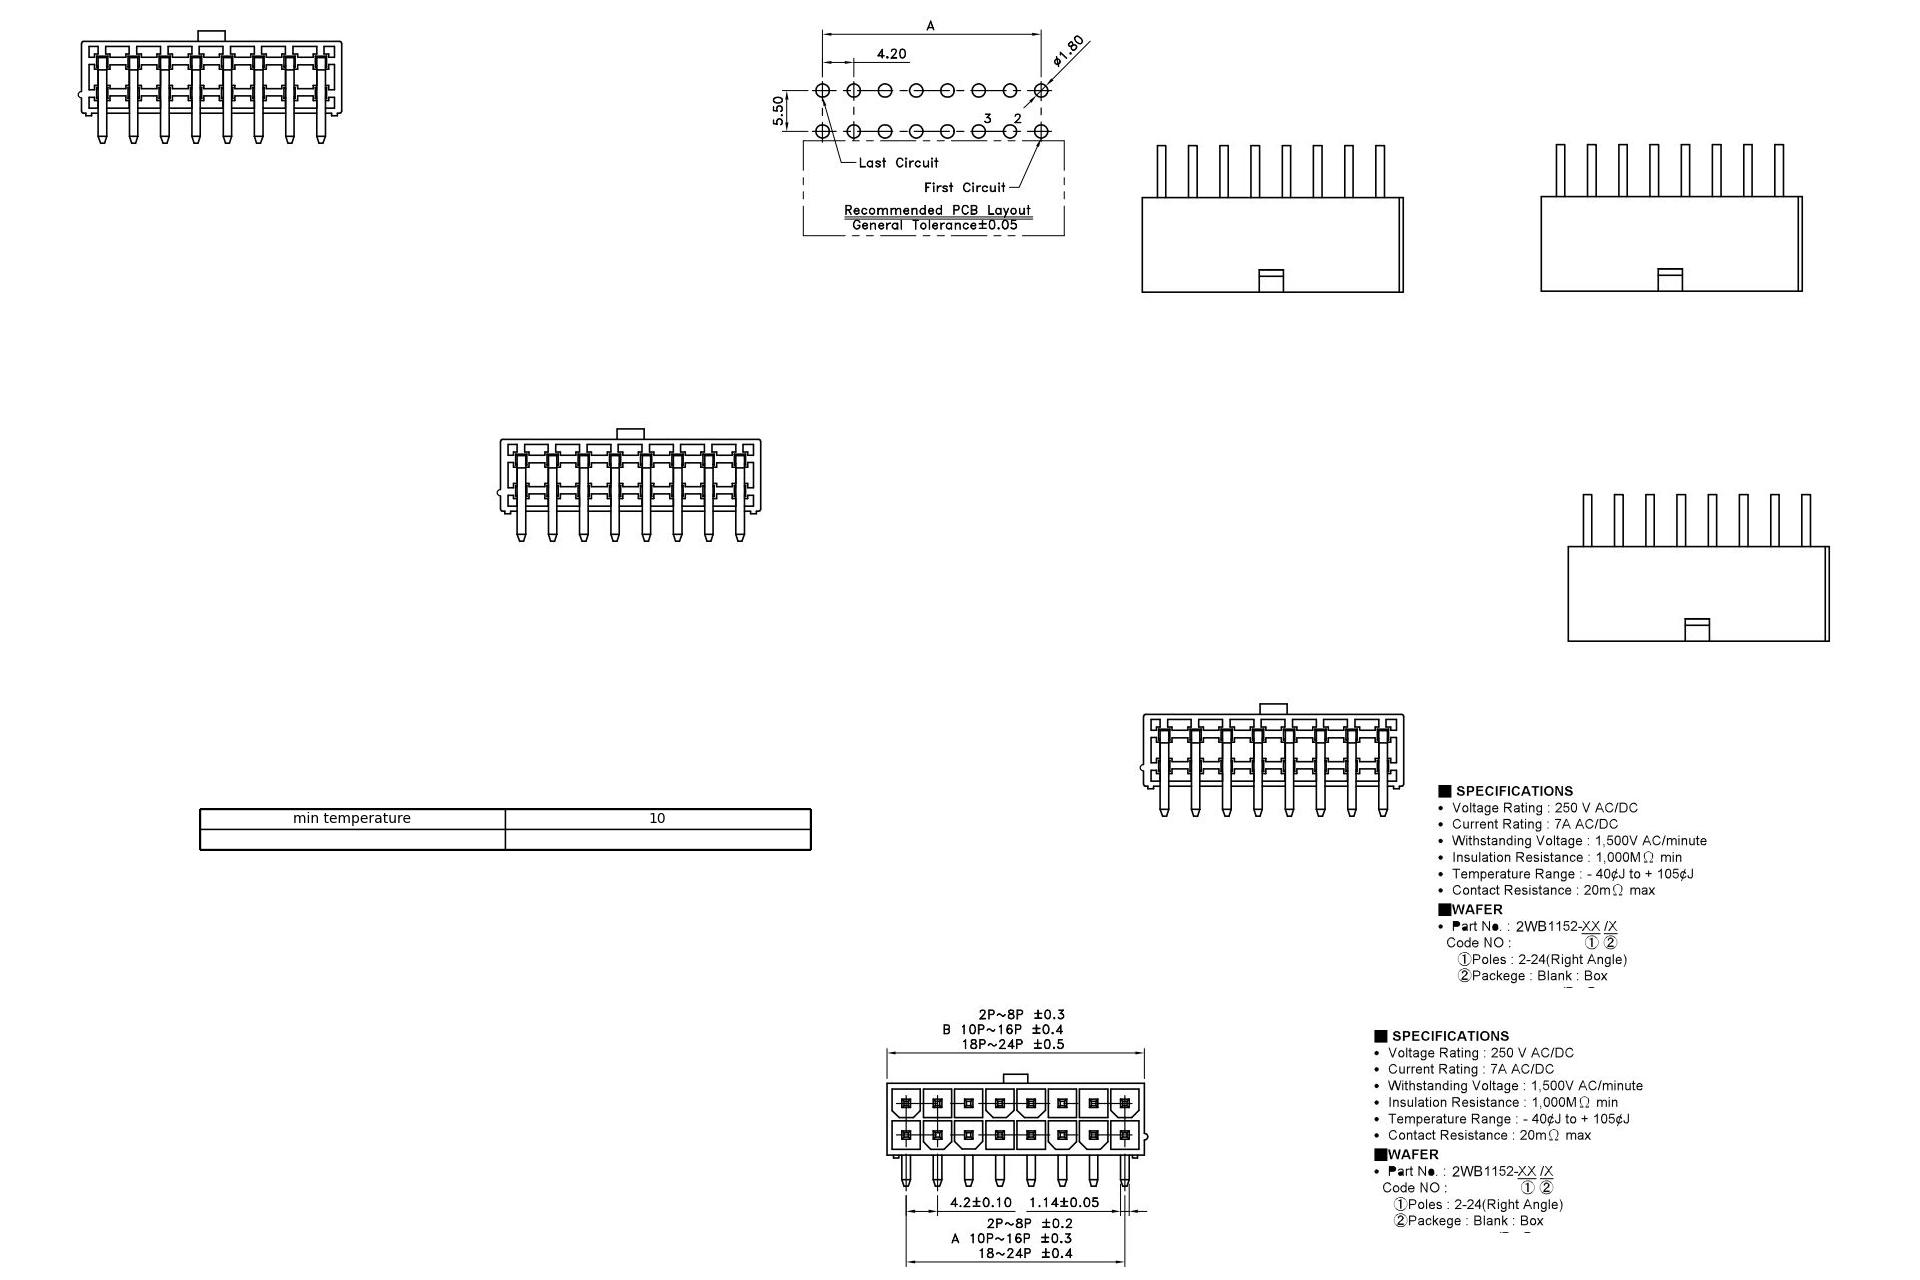 A
4.20
ø1.80
5.50
3 2
Last Circuit
First Circuit
Recommended PCB Layout
General Tolerance±0.05
min temperature 10
■ SPECIFICATIONS
• Voltage Rating : 250 V AC/DC
• Current Rating : 7A AC/DC
• Withstanding Voltage : 1,500V AC/minute
• Insulation Resistance : 1,000MΩ min
• Temperature Range : - 40¢J to + 105¢J
• Contact Resistance : 20mΩ max
■WAFER
• Part No. : 2WB1152-XX /X
Code NO : ① ②
①Poles : 2-24(Right Angle)
②Packege : Blank : Box
2P~8P ±0.3
B 10P~16P ±0.4
18P~24P ±0.5
4.2±0.10 1.14±0.05
2P~8P ±0.2
A 10P~16P ±0.3
18~24P ±0.4
■ SPECIFICATIONS
• Voltage Rating : 250 V AC/DC
• Current Rating : 7A AC/DC
• Withstanding Voltage : 1,500V AC/minute
• Insulation Resistance : 1,000MΩ min
• Temperature Range : - 40¢J to + 105¢J
• Contact Resistance : 20mΩ max
■WAFER
• Part No. : 2WB1152-XX /X
Code NO : ① ②
①Poles : 2-24(Right Angle)
②Packege : Blank : Box